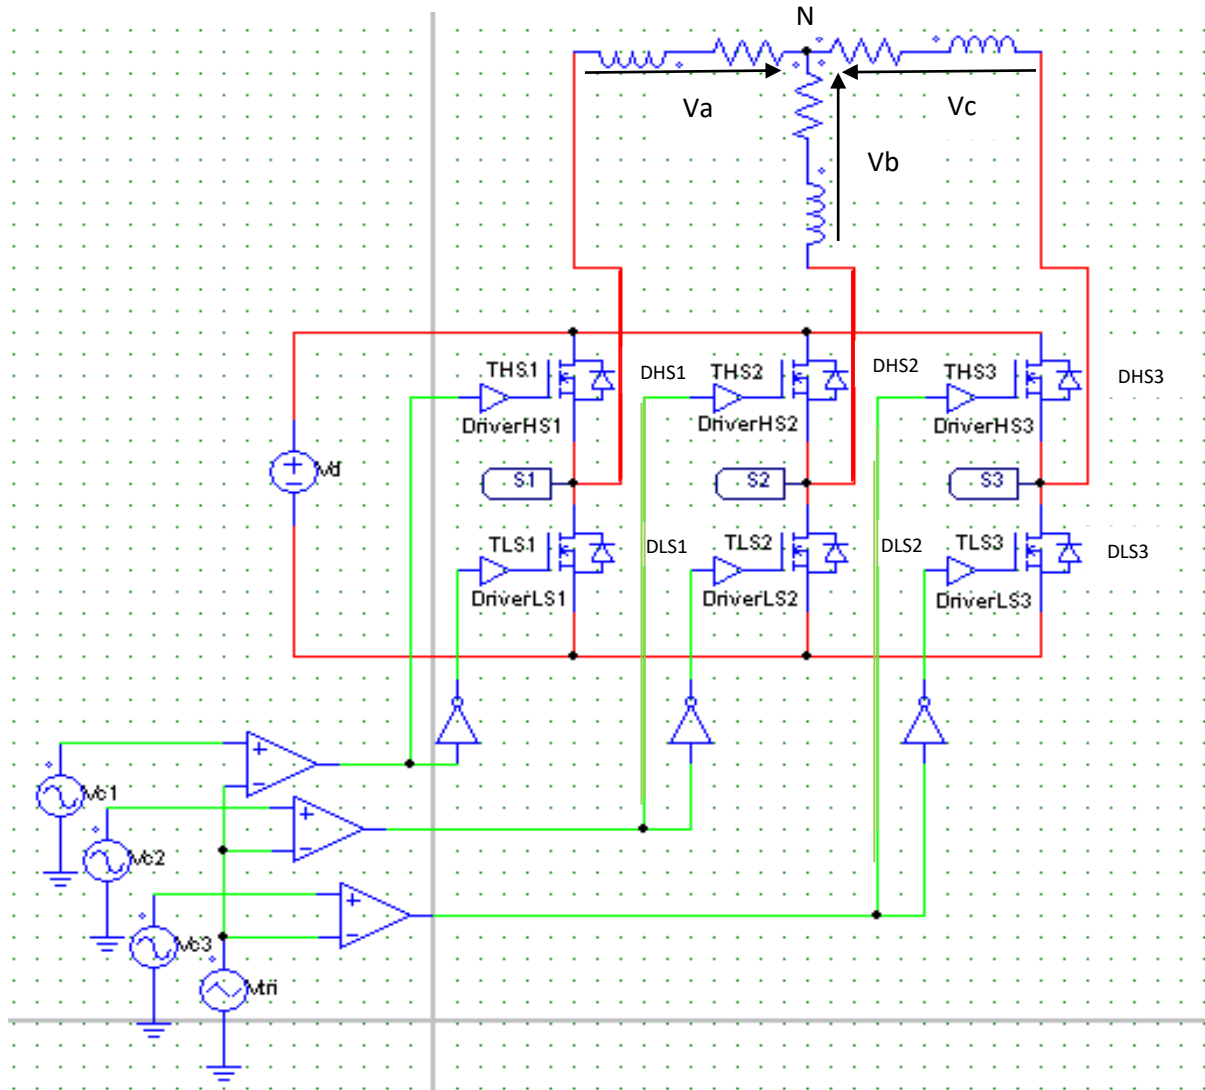 N
Va
Vc
Vb
THS1
DHS1
THS2
DHS2
THS3
DHS3
DriverHS1
DriverHS2
DriverHS3
Vd
S1
S2
S3
TLS1
DLS1
TLS2
DLS2
TLS3
DLS3
DriverLS1
DriverLS2
DriverLS3
Vc1
Vc2
Vc3
Vtri